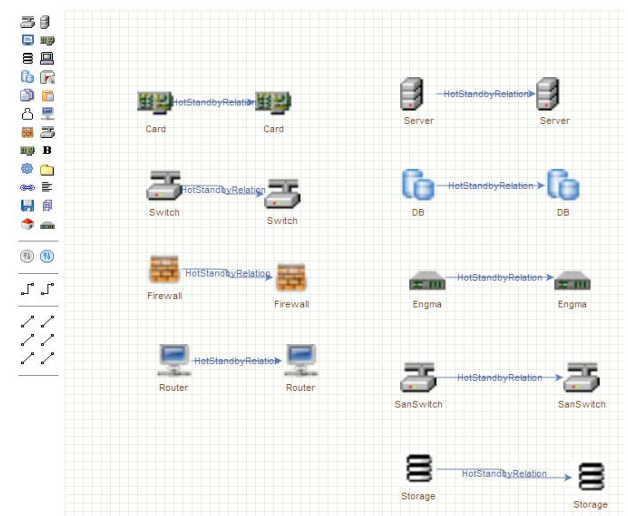 B
HotStandbyRelation
Card
Card
HotStandbyRelation
Server
Server
HotStandbyRelation
Switch
Switch
HotStandbyRelation
DB
DB
HotStandbyRelation
Firewall
Firewall
HotStandbyRelation
Engma
Engma
HotStandbyRelation
Router
Router
HotStandbyRelation
SanSwitch
SanSwitch
HotStandbyRelation
Storage
Storage